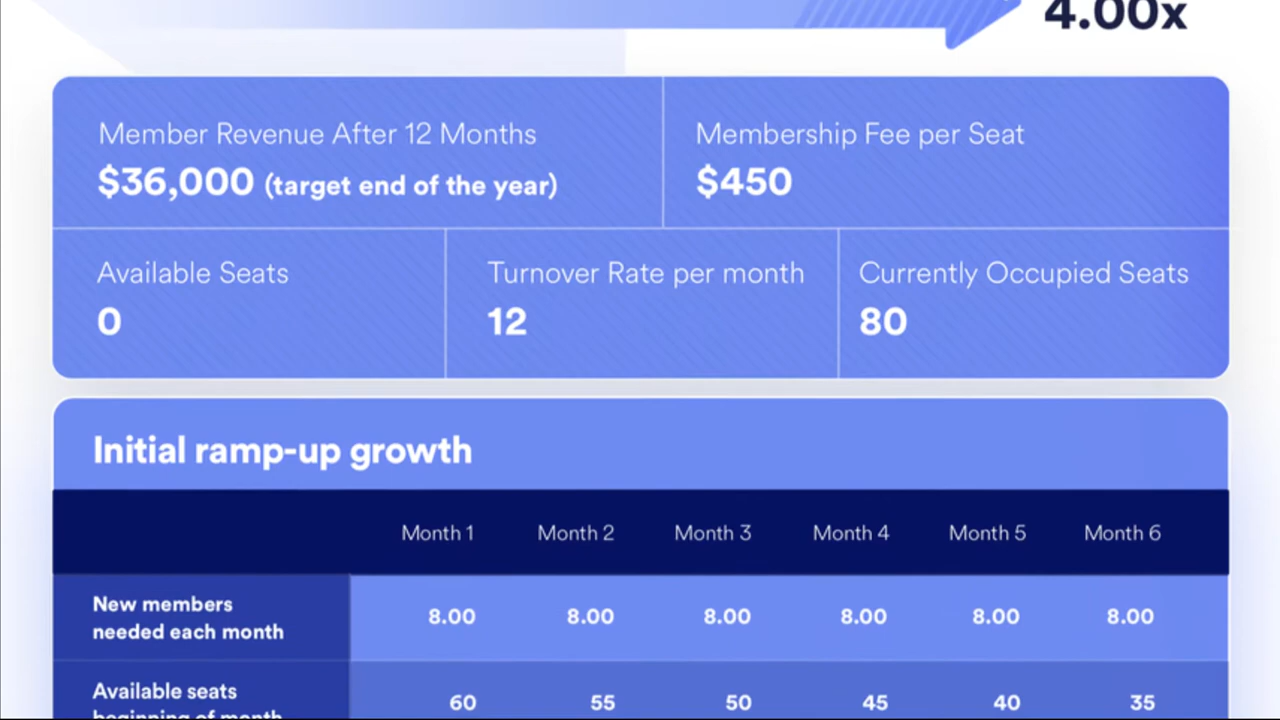 4.00x
Member Revenue After 12 Months
$36,000 (target end of the year)
Membership Fee per Seat
$450
Available Seats
0
Turnover Rate per month
12
Currently Occupied Seats
80
Initial ramp-up growth
Month 1 Month 2 Month 3 Month 4 Month 5 Month 6
New members
needed each month
8.00 8.00 8.00 8.00 8.00 8.00
Available seats
beginning of month
60 55 50 45 40 35